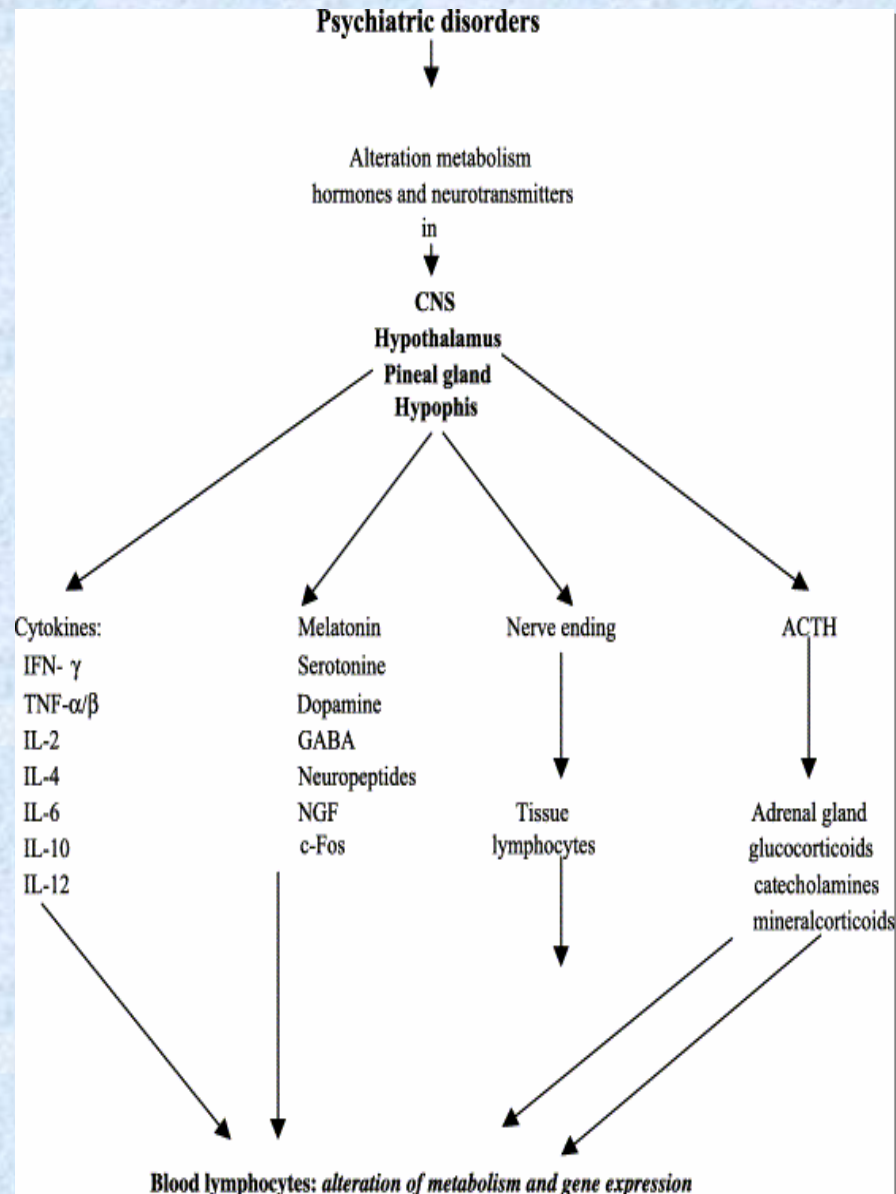 Psychiatric disorders
Alteration metabolism
hormones and neurotransmitters
in
CNS
Hypothalamus
Pineal gland
Hypophis
Cytokines:
IFN- γ
TNF-α/β
IL-2
IL-4
IL-6
IL-10
IL-12
Melatonin
Serotonine
Dopamine
GABA
Neuropeptides
NGF
c-Fos
Nerve ending
Tissue
lymphocytes
ACTH
Adrenal gland
glucocorticoids
catecholamines
mineralcorticoids
Blood lymphocytes: alteration of metabolism and gene expression